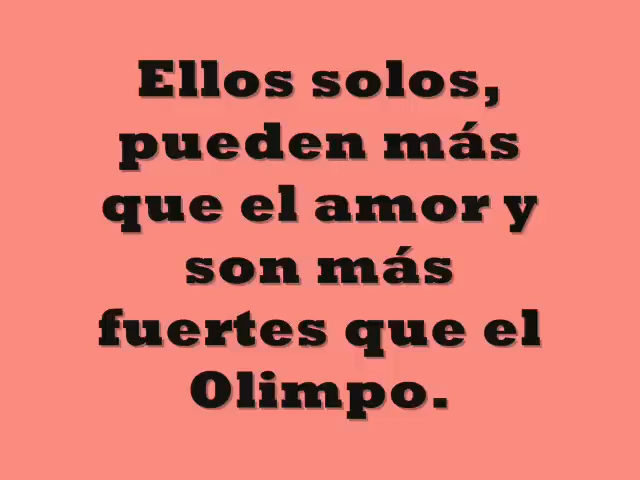 Ellos solos,
pueden más
que el amor y
son más
fuertes que el
Olimpo.